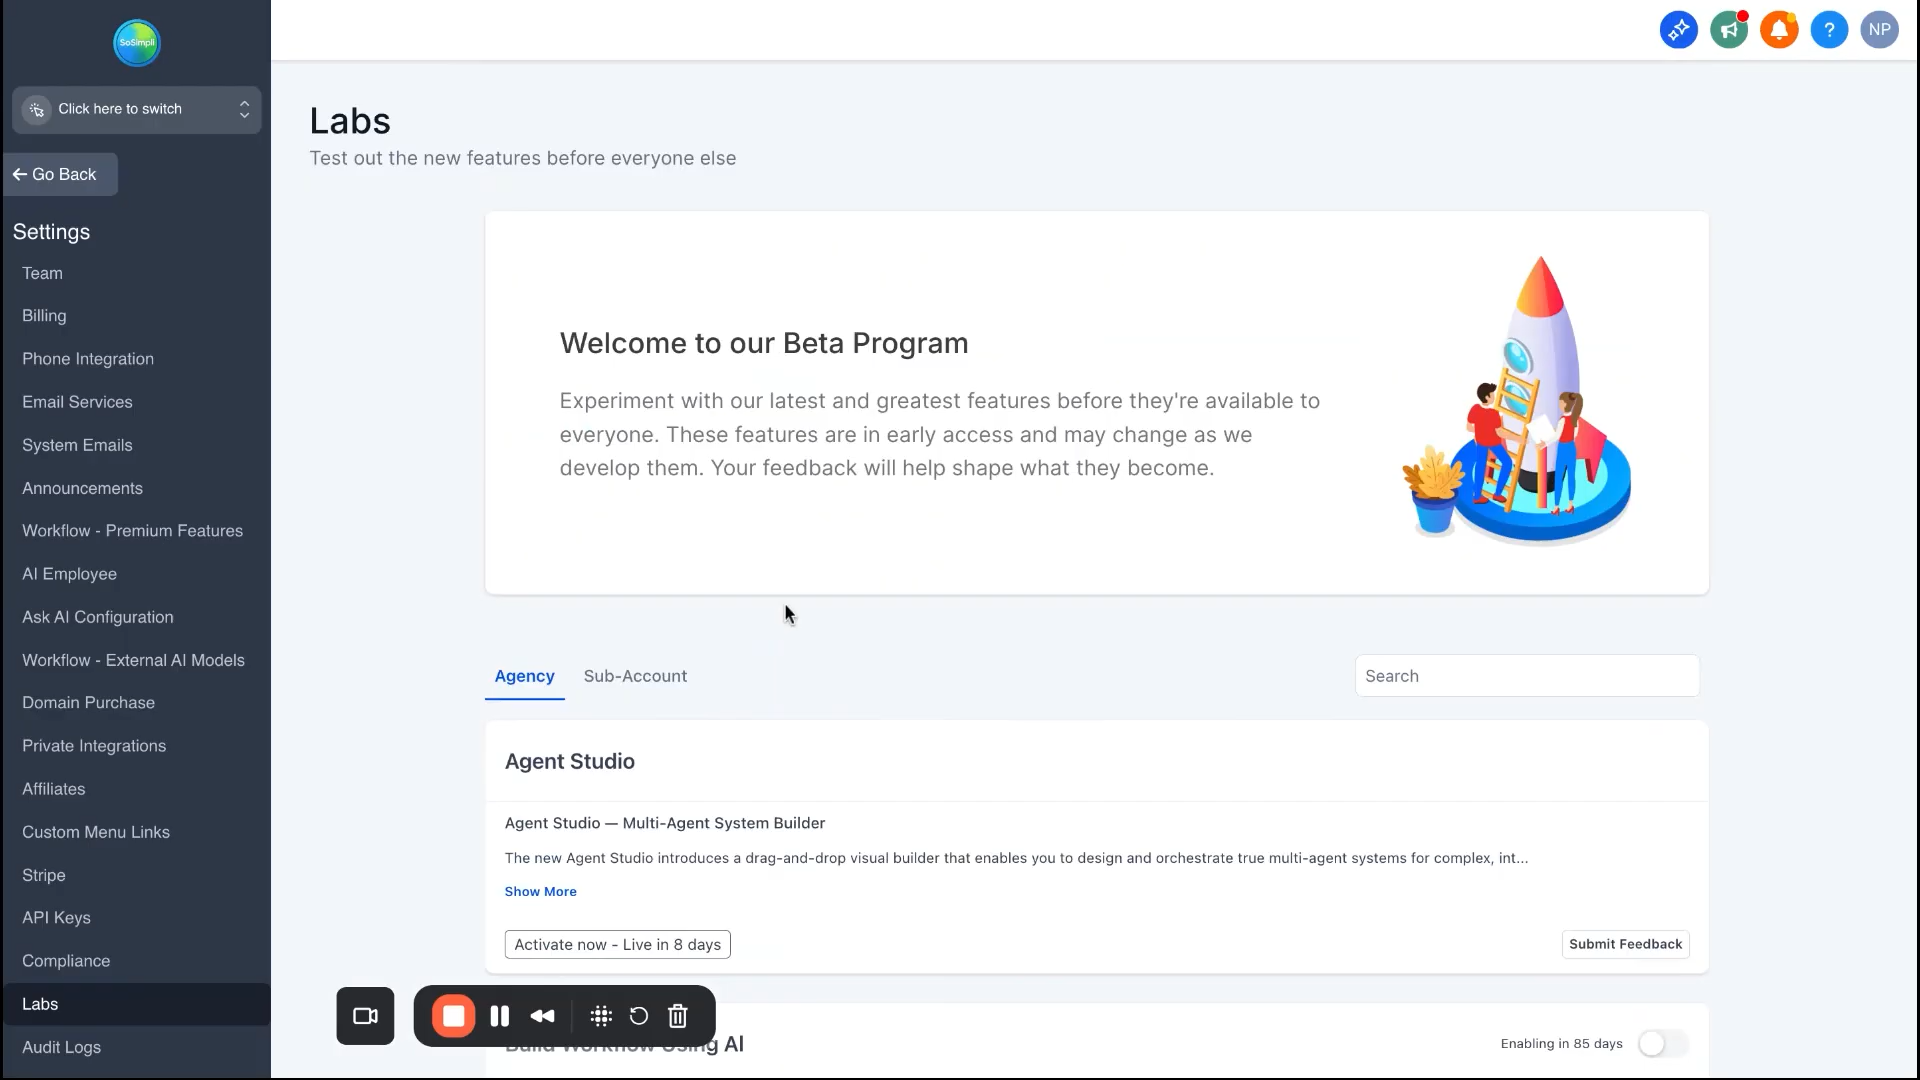 SoSimpli
Click here to switch
Go Back
Settings
Team
Billing
Phone Integration
Email Services
System Emails
Announcements
Workflow - Premium Features
AI Employee
Ask AI Configuration
Workflow - External AI Models
Domain Purchase
Private Integrations
Affiliates
Custom Menu Links
Stripe
API Keys
Compliance
Labs
Audit Logs
?
NP
Labs
Test out the new features before everyone else
Welcome to our Beta Program
Experiment with our latest and greatest features before they're available to
everyone. These features are in early access and may change as we
develop them. Your feedback will help shape what they become.
Agency
Sub-Account
Search
Agent Studio
Agent Studio — Multi-Agent System Builder
The new Agent Studio introduces a drag-and-drop visual builder that enables you to design and orchestrate true multi-agent systems for complex, int...
Show More
Activate now - Live in 8 days
Submit Feedback
Build Workflow Using AI
Enabling in 85 days